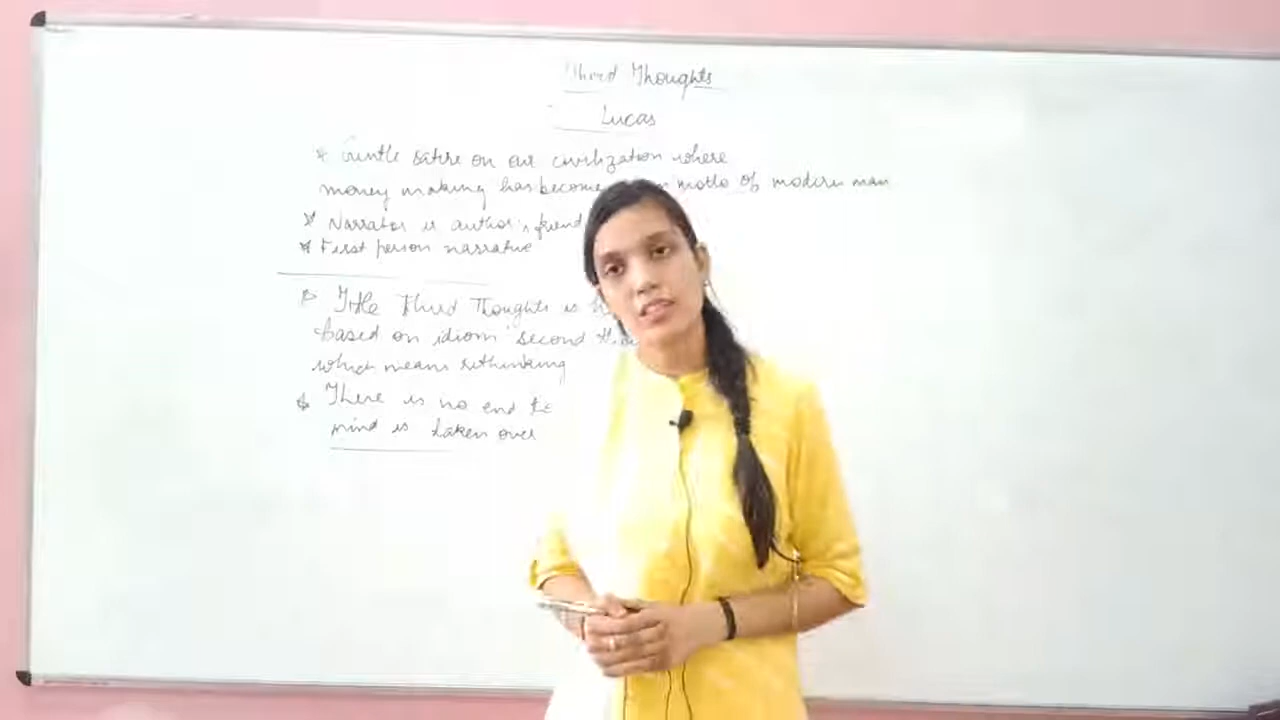 Third Thoughts
Lucas
* Gentle satire on our civilization where
money making has become motto of modern man
* Narrator is author's friend
* First person narrative
Title Third Thoughts is
based on idiom 'second
which means rethinking
There is no end
mind is taken over